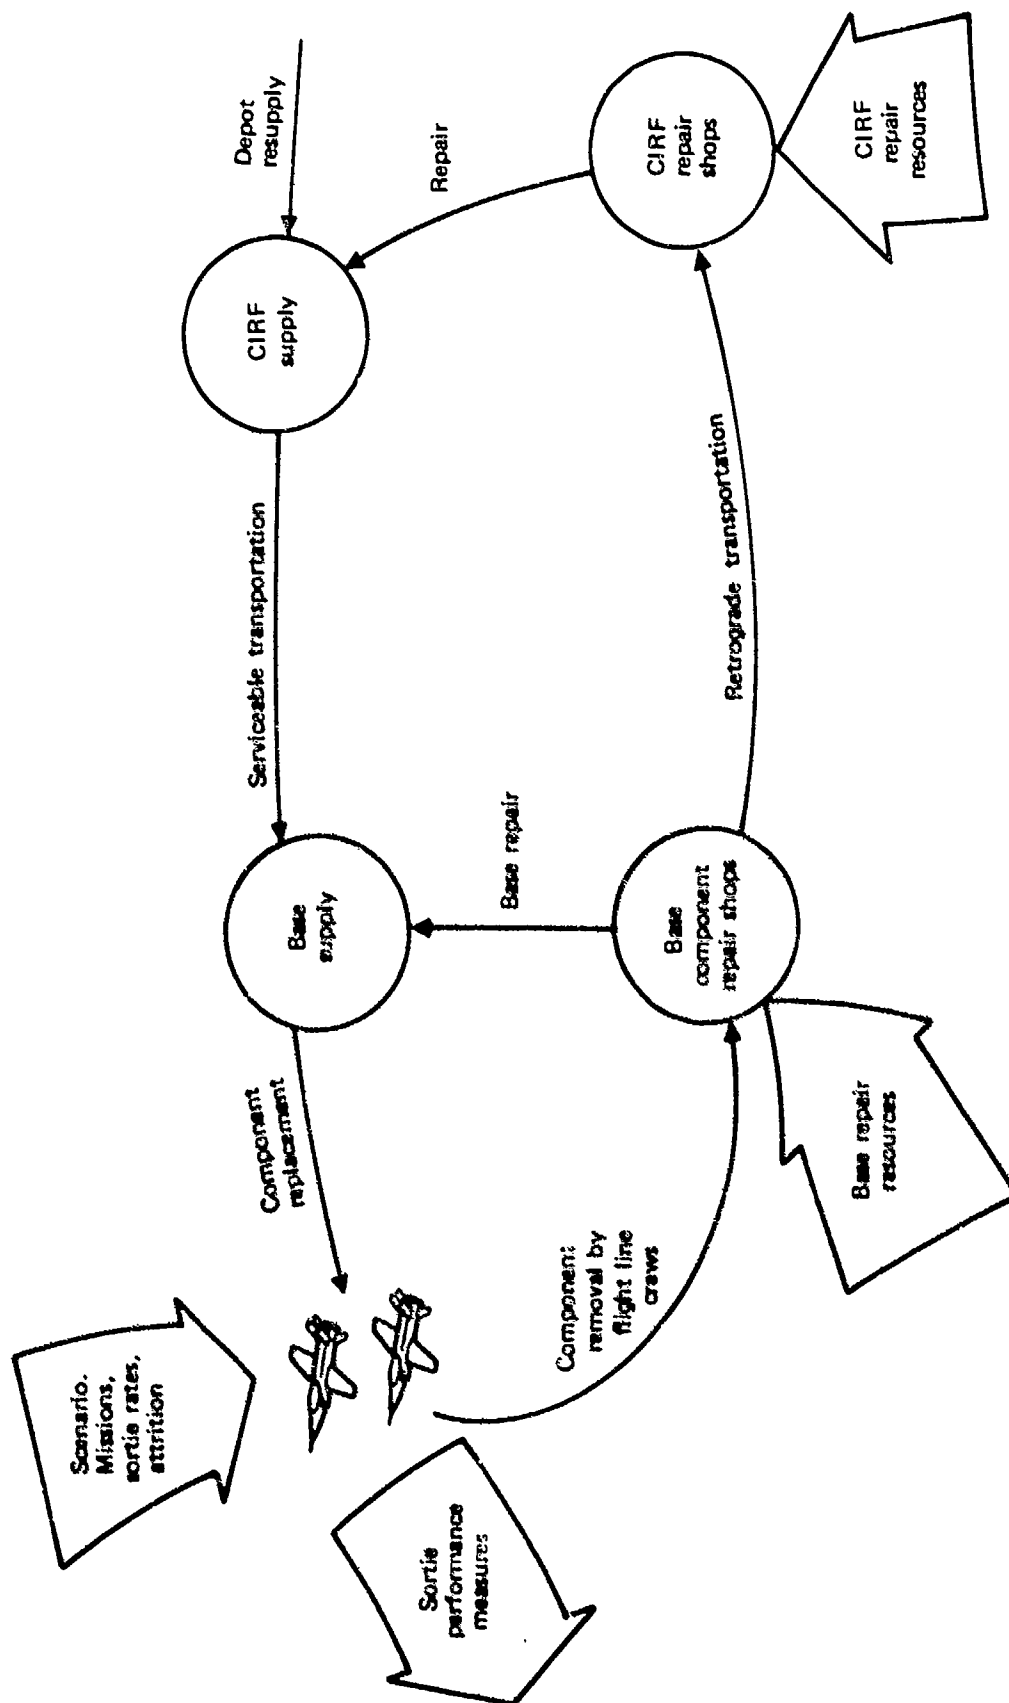 Scenario.
Missions,
sortie rates,
attrition
Sortie
performance
measures
Component
replacement
Component
removal by
flight line
crews
Base
supply
Base repair
Base
component
repair shops
Base repair
resources
Serviceable transportation
Retrograde transportation
CIRF
supply
Depot
resupply
Repair
CIRF
repair
shops
CIRF
repair
resources